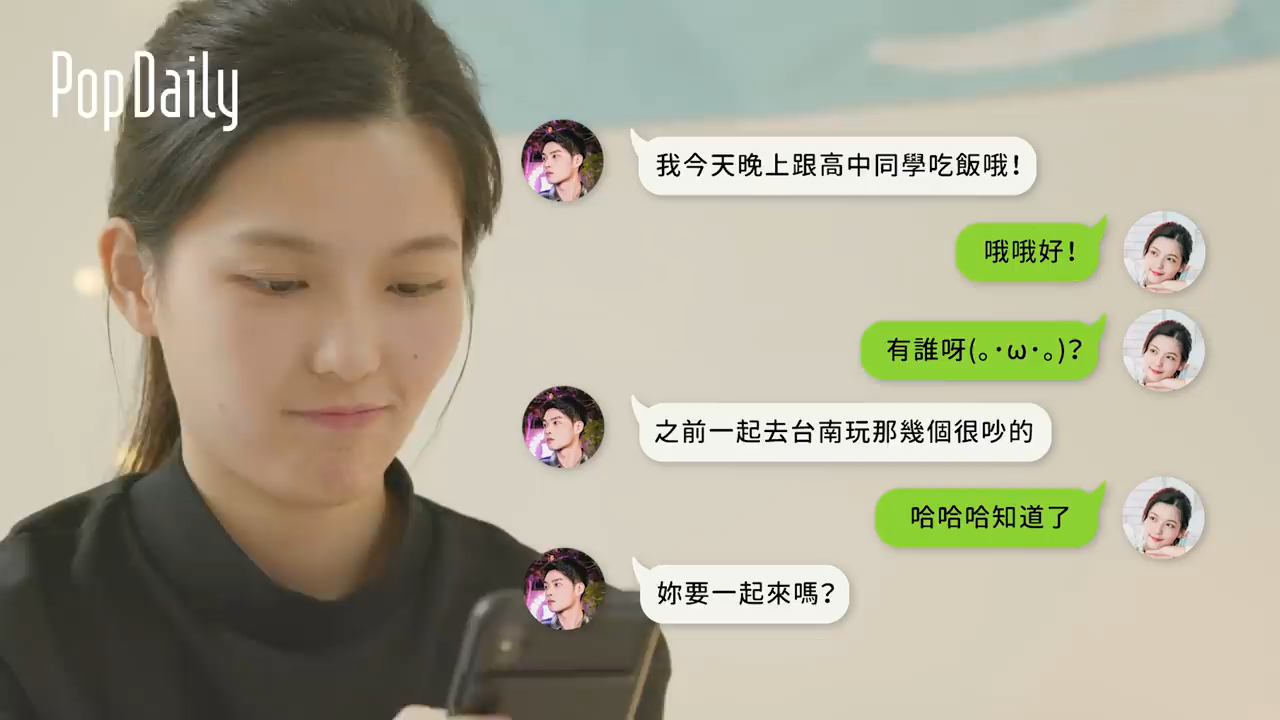 PopDaily
我今天晚上跟高中同學吃飯哦！
哦哦好！
有誰呀(｡･ω･｡)？
之前一起去台南玩那幾個很吵的
哈哈哈知道了
妳要一起來嗎？